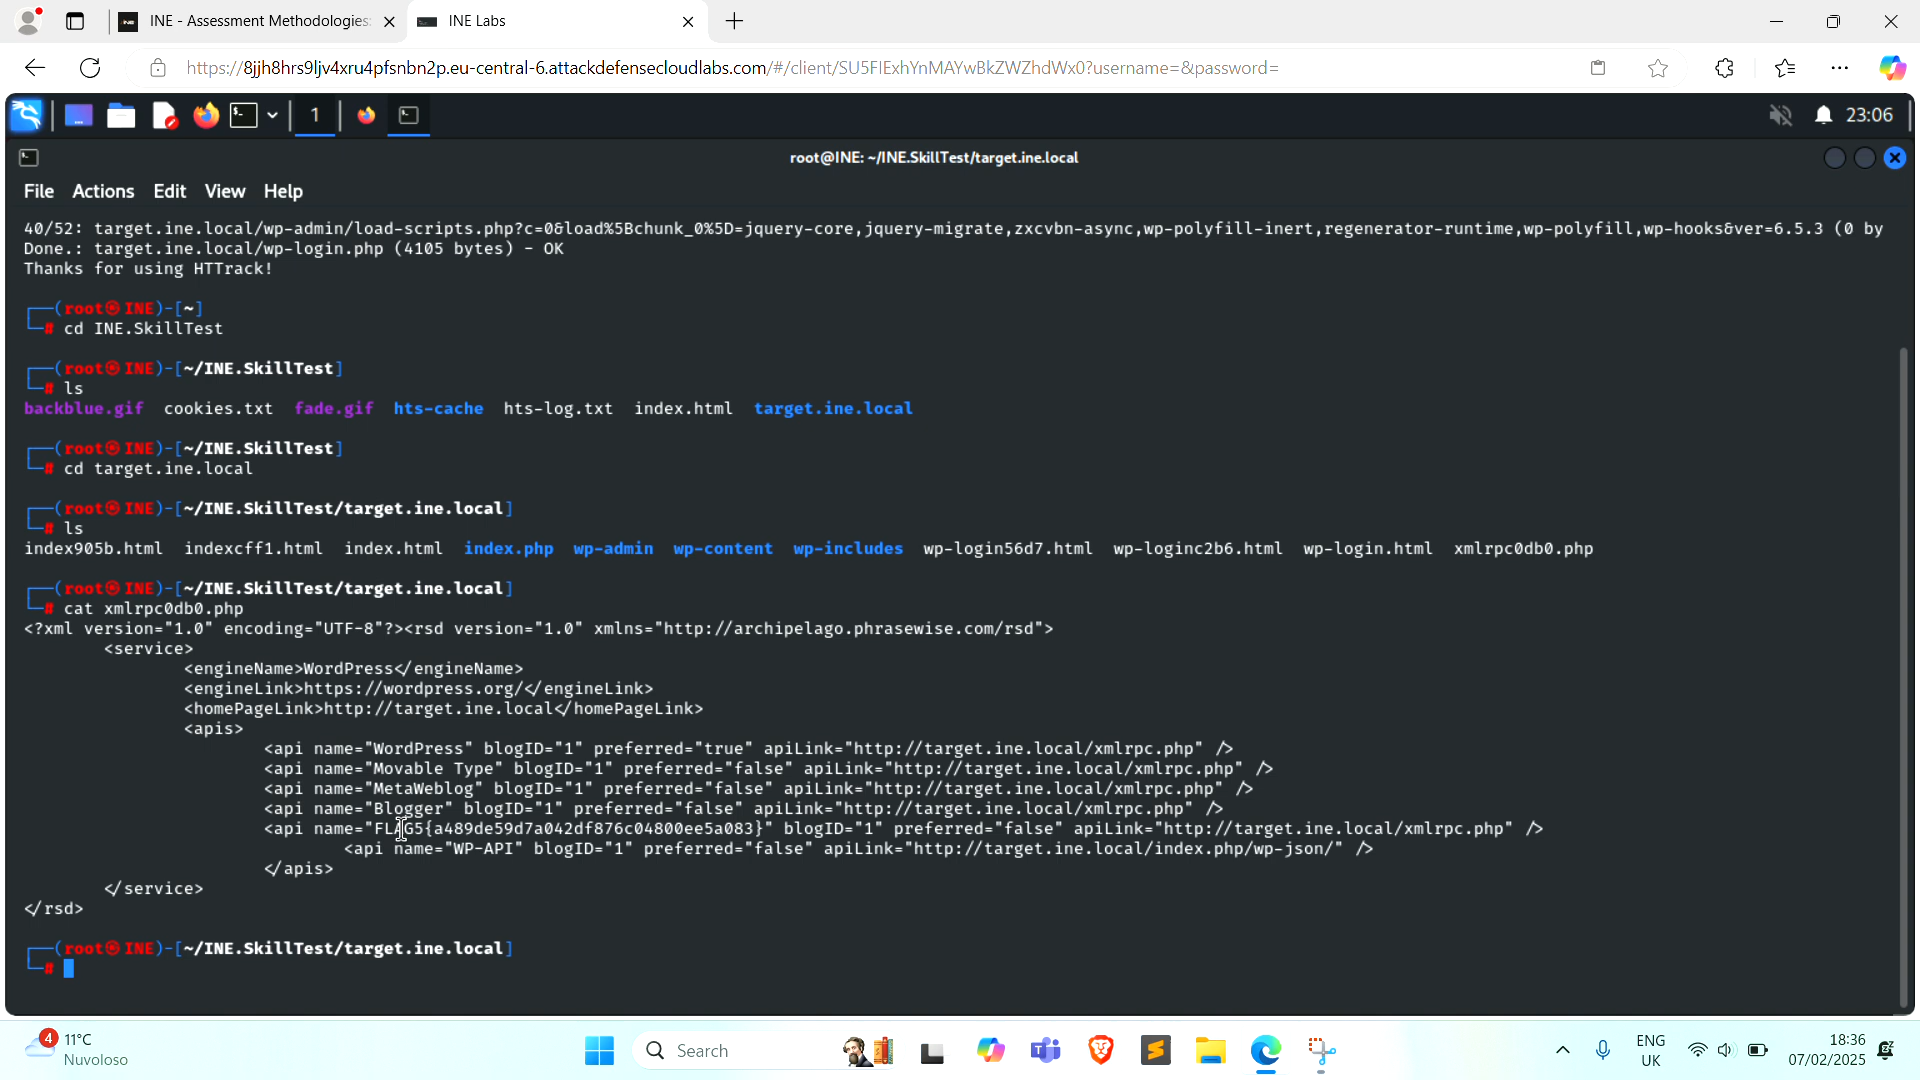 INE - Assessment Methodologies:
INE Labs
https://8jjh8hrs9ljv4xru4pfsnbn2p.eu-central-6.attackdefensecloudlabs.com/#/client/SU5FIExhYnMAYwBkZWZhdWx0?username=&password=
1
23:06
root@INE: ~/INE.SkillTest/target.ine.local
File Actions Edit View Help
40/52: target.ine.local/wp-admin/load-scripts.php?c=0&load%5Bchunk_0%5D=jquery-core,jquery-migrate,zxcvbn-async,wp-polyfill-inert,regenerator-runtime,wp-polyfill,wp-hooks&ver=6.5.3 (0 by
Done.: target.ine.local/wp-login.php (4105 bytes) - OK
Thanks for using HTTrack!
┌──(root㉿INE)-[~]
└─# cd INE.SkillTest
┌──(root㉿INE)-[~/INE.SkillTest]
└─# ls
backblue.gif cookies.txt fade.gif hts-cache hts-log.txt index.html target.ine.local
┌──(root㉿INE)-[~/INE.SkillTest]
└─# cd target.ine.local
┌──(root㉿INE)-[~/INE.SkillTest/target.ine.local]
└─# ls
index905b.html indexcff1.html index.html index.php wp-admin wp-content wp-includes wp-login56d7.html wp-loginc2b6.html wp-login.html xmlrpc0db0.php
┌──(root㉿INE)-[~/INE.SkillTest/target.ine.local]
└─# cat xmlrpc0db0.php
<?xml version="1.0" encoding="UTF-8"?><rsd version="1.0" xmlns="http://archipelago.phrasewise.com/rsd">
<service>
<engineName>WordPress</engineName>
<engineLink>https://wordpress.org/</engineLink>
<homePageLink>http://target.ine.local</homePageLink>
<apis>
<api name="WordPress" blogID="1" preferred="true" apiLink="http://target.ine.local/xmlrpc.php" />
<api name="Movable Type" blogID="1" preferred="false" apiLink="http://target.ine.local/xmlrpc.php" />
<api name="MetaWeblog" blogID="1" preferred="false" apiLink="http://target.ine.local/xmlrpc.php" />
<api name="Blogger" blogID="1" preferred="false" apiLink="http://target.ine.local/xmlrpc.php" />
<api name="FLAG5{a489de59d7a042df876c04800ee5a083}" blogID="1" preferred="false" apiLink="http://target.ine.local/xmlrpc.php" />
<api name="WP-API" blogID="1" preferred="false" apiLink="http://target.ine.local/index.php/wp-json/" />
</apis>
</service>
</rsd>
┌──(root㉿INE)-[~/INE.SkillTest/target.ine.local]
└─#
4
11°C
Nuvoloso
Search
ENG
UK
18:36
07/02/2025